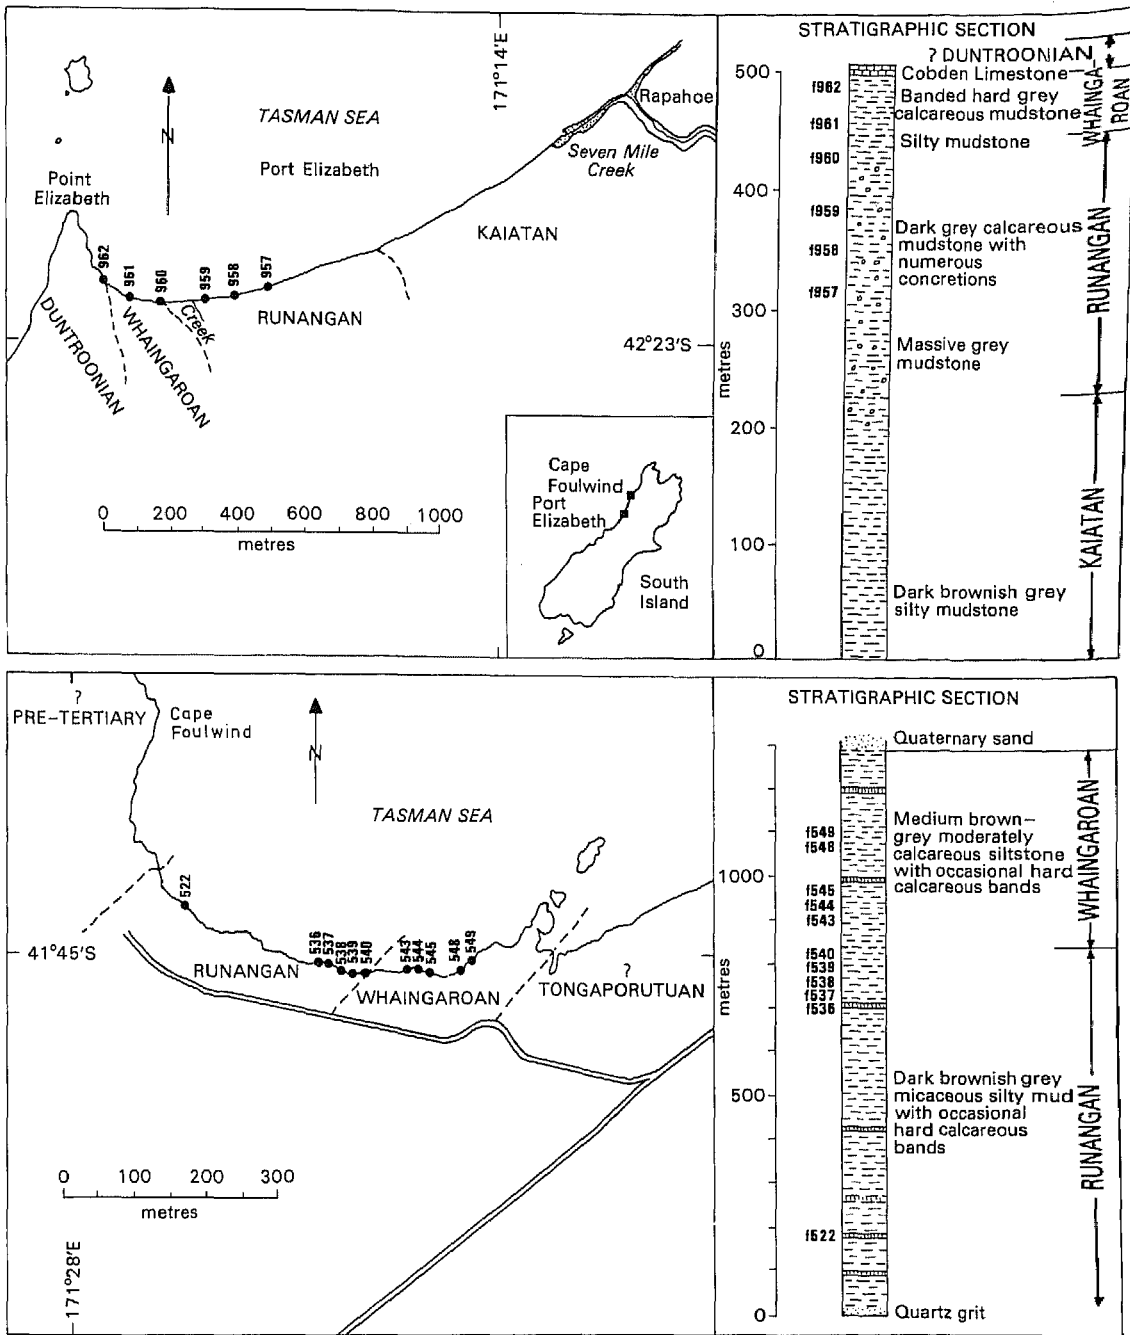 171°14'E
TASMAN SEA
N
Rapahoe
Port Elizabeth
Seven Mile
Creek
Point
Elizabeth
KAIATAN
962
961
960
959
958
957
Creek
RUNANGAN
DUNTROONIAN
WHAINGAROAN
42°23'S
0 200 400 600 800 1000
metres
Cape
Foulwind
Port
Elizabeth
South
Island
STRATIGRAPHIC SECTION
? DUNTROONIAN
500
Cobden Limestone
f962
Banded hard grey
calcareous mudstone
f961
WHAINGA-
ROAN
Silty mudstone
f960
400
f959
Dark grey calcareous
mudstone with
numerous
concretions
f958
f957
RUNANGAN
300
metres
Massive grey
mudstone
200
KAIATAN
100
Dark brownish grey
silty mudstone
0
?
PRE-TERTIARY
Cape
Foulwind
N
TASMAN SEA
522
41°45'S
536
537
538
539
540
543
544
545
548
549
RUNANGAN
WHAINGAROAN
?
TONGAPORUTUAN
0 100 200 300
metres
171°28'E
STRATIGRAPHIC SECTION
Quaternary sand
f549
f548
Medium brown-
grey moderately
calcareous siltstone
with occasional hard
calcareous bands
WHAINGAROAN
1000
f545
f544
f543
f540
f539
f538
f537
f536
metres
500
Dark brownish grey
micaceous silty mud
with occasional
hard calcareous
bands
RUNANGAN
f522
0
Quartz grit